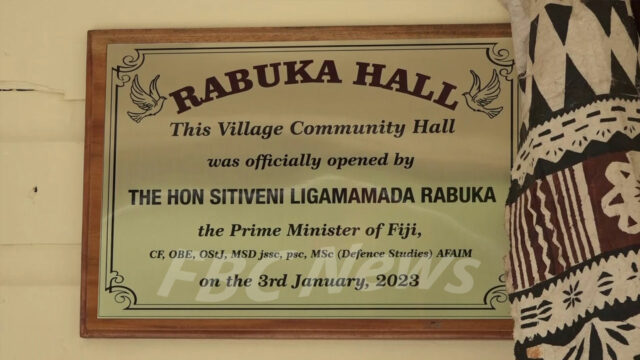 RABUKA HALL
This Village Community Hall
was officially opened by
THE HON SITIVENI LIGAMAMADA RABUKA
the Prime Minister of Fiji,
CF, OBE, OStJ, MSD jssc, psc, MSc (Defence Studies) AFAIM
on the 3rd January, 2023
FBC News